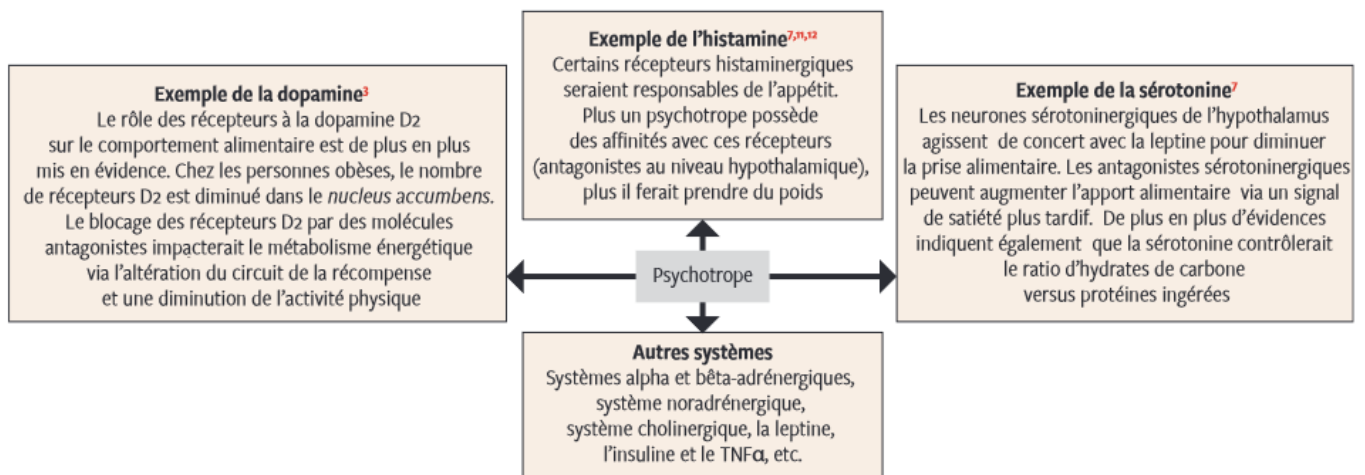 Exemple de l'histamine7,11,12
Certains récepteurs histaminergiques
seraient responsables de l'appétit.
Plus un psychotrope possède
des affinités avec ces récepteurs
(antagonistes au niveau hypothalamique),
plus il ferait prendre du poids
Exemple de la dopamine3
Le rôle des récepteurs à la dopamine D2
sur le comportement alimentaire est de plus en plus
mis en évidence. Chez les personnes obèses, le nombre
de récepteurs D2 est diminué dans le nucleus accumbens.
Le blocage des récepteurs D2 par des molécules
antagonistes impacterait le métabolisme énergétique
via l'altération du circuit de la récompense
et une diminution de l'activité physique
Psychotrope
Exemple de la sérotonine7
Les neurones sérotoninergiques de l'hypothalamus
agissent de concert avec la leptine pour diminuer
la prise alimentaire. Les antagonistes sérotoninergiques
peuvent augmenter l'apport alimentaire via un signal
de satiété plus tardif. De plus en plus d'évidences
indiquent également que la sérotonine contrôlerait
le ratio d'hydrates de carbone
versus protéines ingérées
Autres systèmes
Systèmes alpha et bêta-adrénergiques,
système noradrénergique,
système cholinergique, la leptine,
l'insuline et le TNFα, etc.